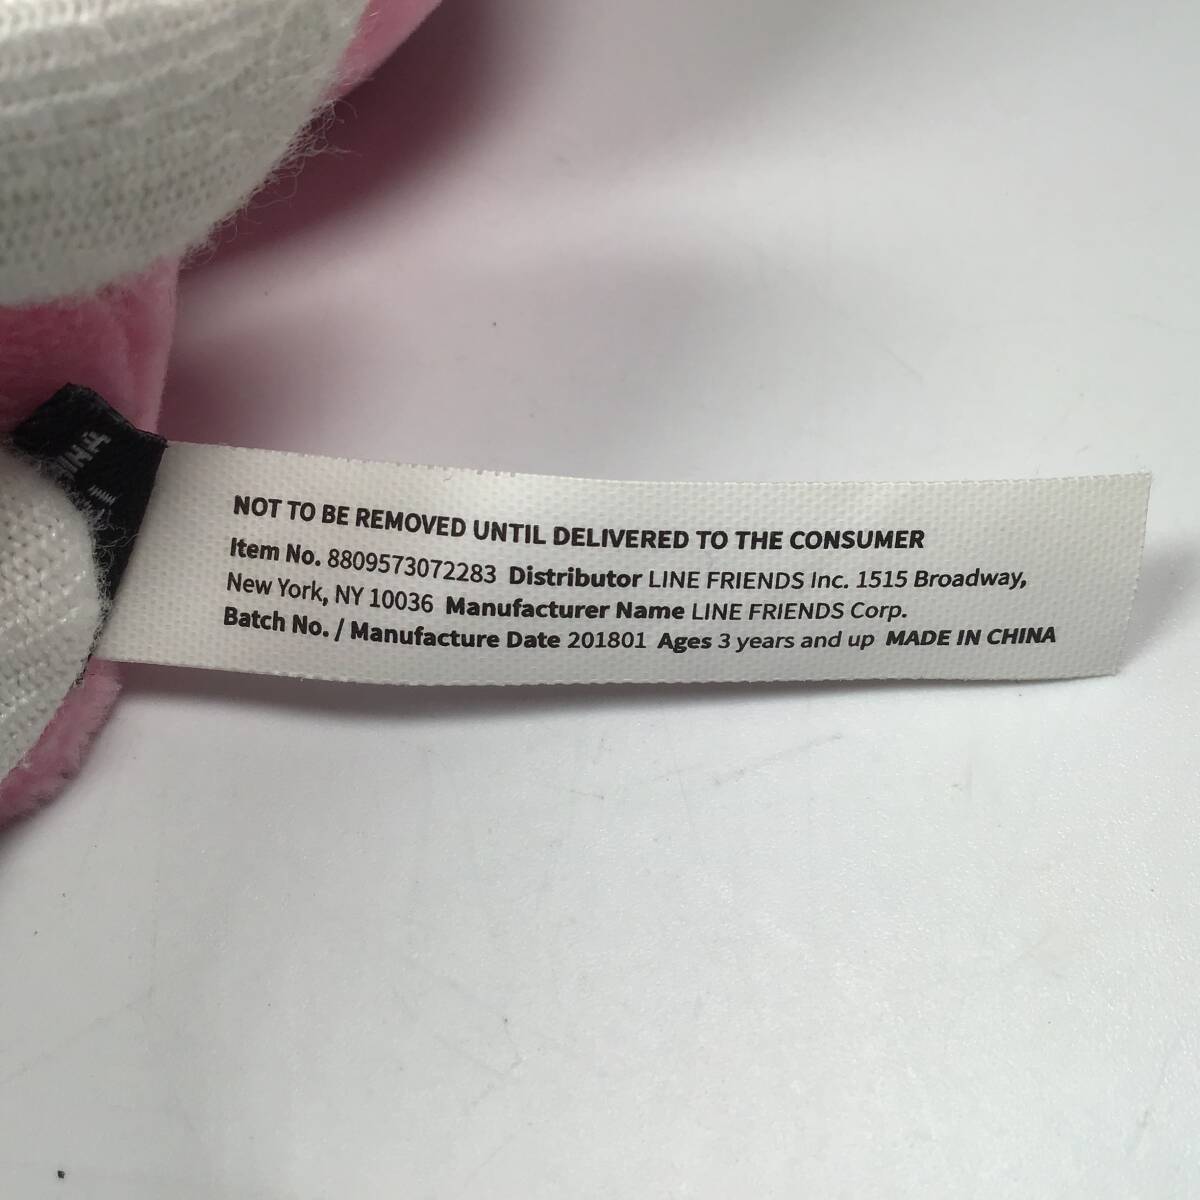 NOT TO BE REMOVED UNTIL DELIVERED TO THE CONSUMER
Item No. 8809573072283 Distributor LINE FRIENDS Inc. 1515 Broadway,
New York, NY 10036 Manufacturer Name LINE FRIENDS Corp.
Batch No. / Manufacture Date 201801 Ages 3 years and up MADE IN CHINA